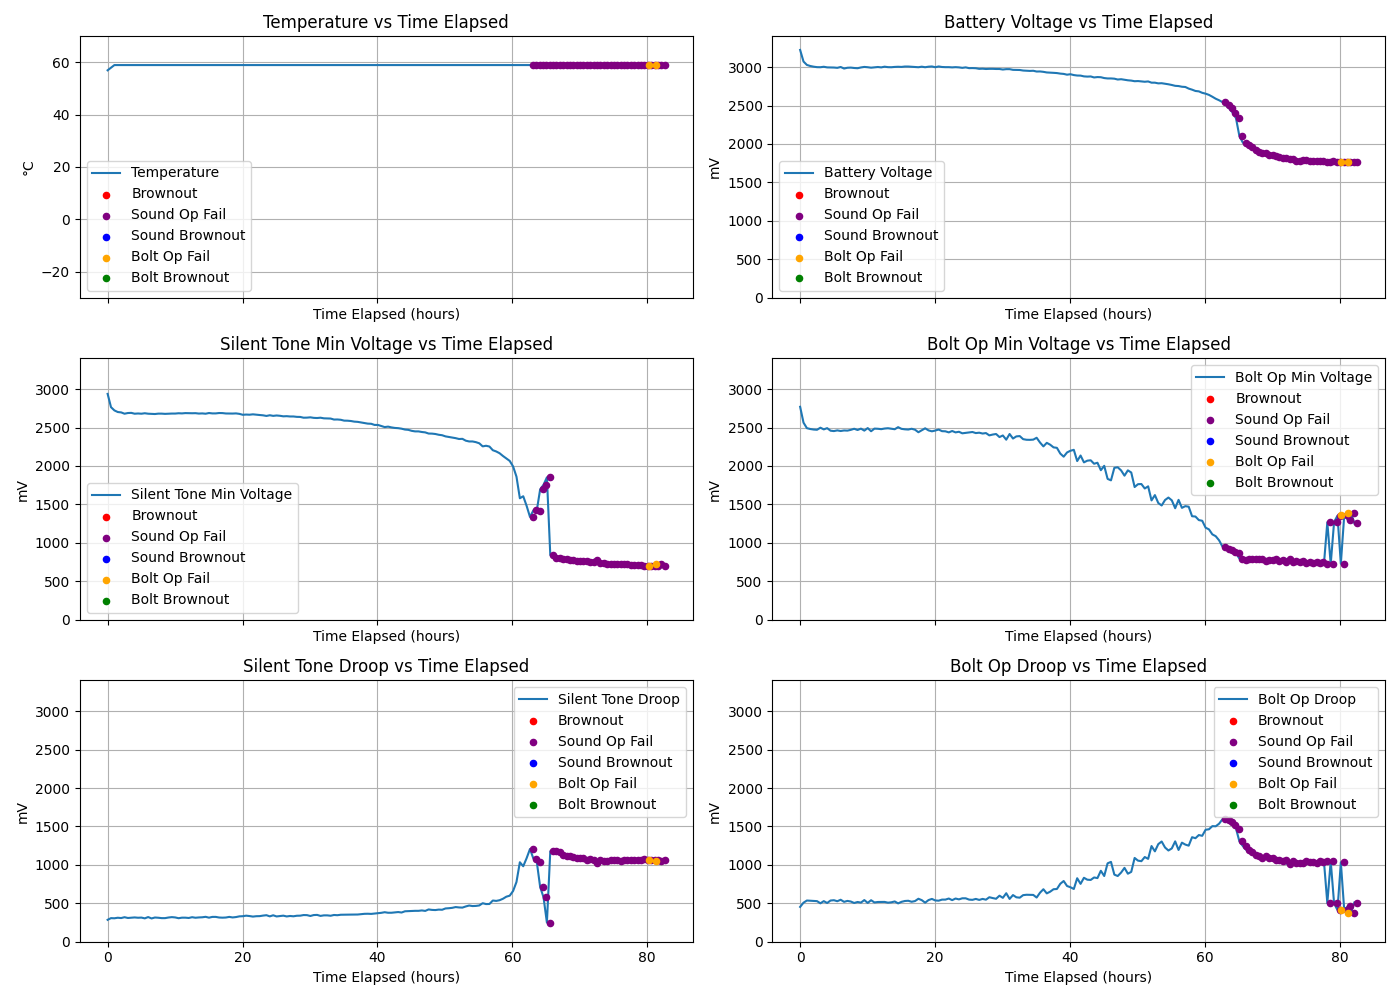 Temperature vs Time Elapsed
60
40
20
0
−20
°C
Temperature
Brownout
Sound Op Fail
Sound Brownout
Bolt Op Fail
Bolt Brownout
Time Elapsed (hours)
Battery Voltage vs Time Elapsed
3000
2500
2000
1500
1000
500
0
mV
Battery Voltage
Brownout
Sound Op Fail
Sound Brownout
Bolt Op Fail
Bolt Brownout
Time Elapsed (hours)
Silent Tone Min Voltage vs Time Elapsed
3000
2500
2000
1500
1000
500
0
mV
Silent Tone Min Voltage
Brownout
Sound Op Fail
Sound Brownout
Bolt Op Fail
Bolt Brownout
Time Elapsed (hours)
Bolt Op Min Voltage vs Time Elapsed
3000
2500
2000
1500
1000
500
0
mV
Bolt Op Min Voltage
Brownout
Sound Op Fail
Sound Brownout
Bolt Op Fail
Bolt Brownout
Time Elapsed (hours)
Silent Tone Droop vs Time Elapsed
3000
2500
2000
1500
1000
500
0
mV
Silent Tone Droop
Brownout
Sound Op Fail
Sound Brownout
Bolt Op Fail
Bolt Brownout
0 20 40 60 80
Time Elapsed (hours)
Bolt Op Droop vs Time Elapsed
3000
2500
2000
1500
1000
500
0
mV
Bolt Op Droop
Brownout
Sound Op Fail
Sound Brownout
Bolt Op Fail
Bolt Brownout
0 20 40 60 80
Time Elapsed (hours)